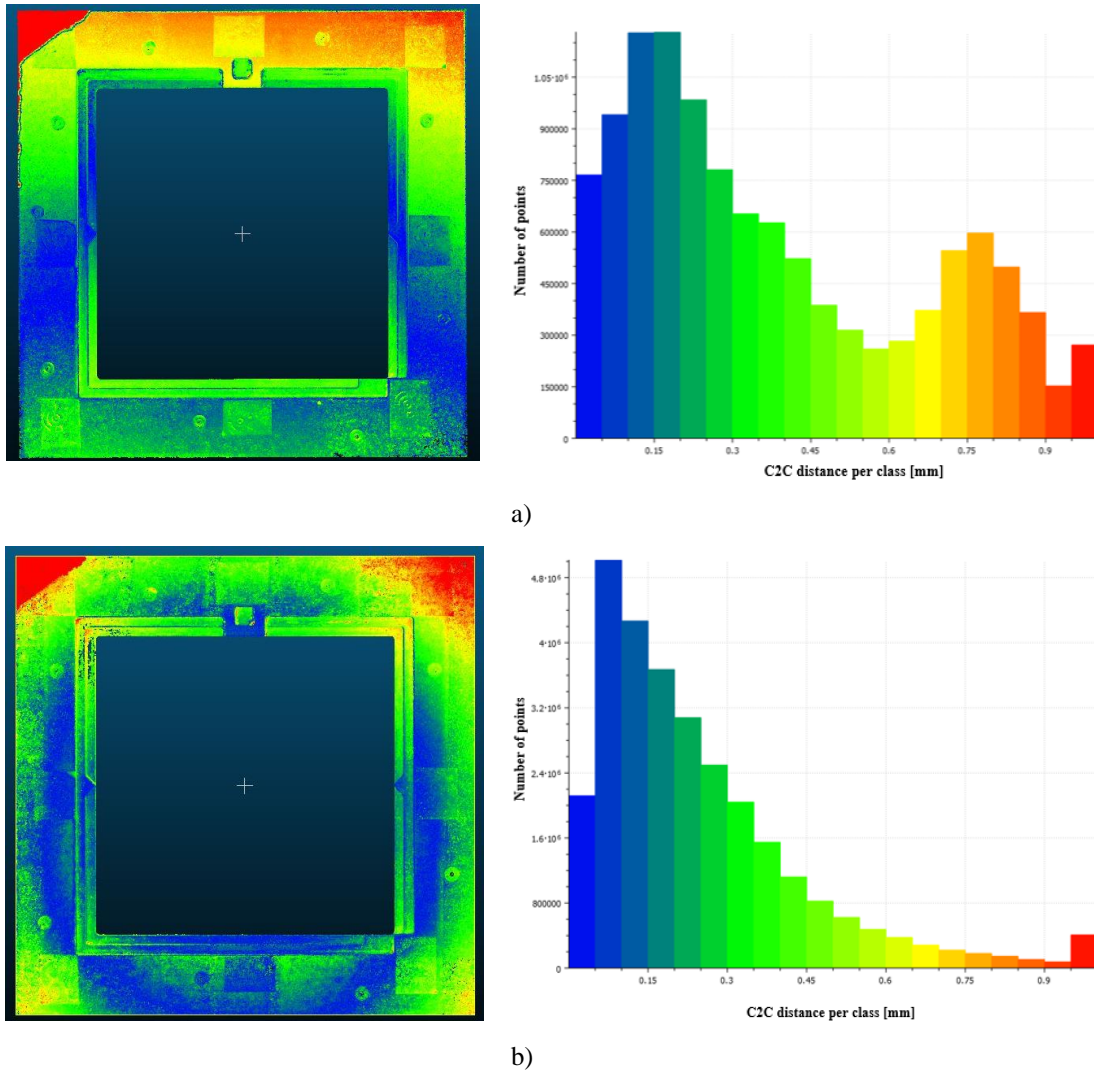 1.05·10⁶
900000
750000
600000
450000
300000
150000
0
Number of points
0.15 0.3 0.45 0.6 0.75 0.9
C2C distance per class [mm]
a)
4.8·10⁶
4·10⁶
3.2·10⁶
2.4·10⁶
1.6·10⁶
800000
0
Number of points
0.15 0.3 0.45 0.6 0.75 0.9
C2C distance per class [mm]
b)